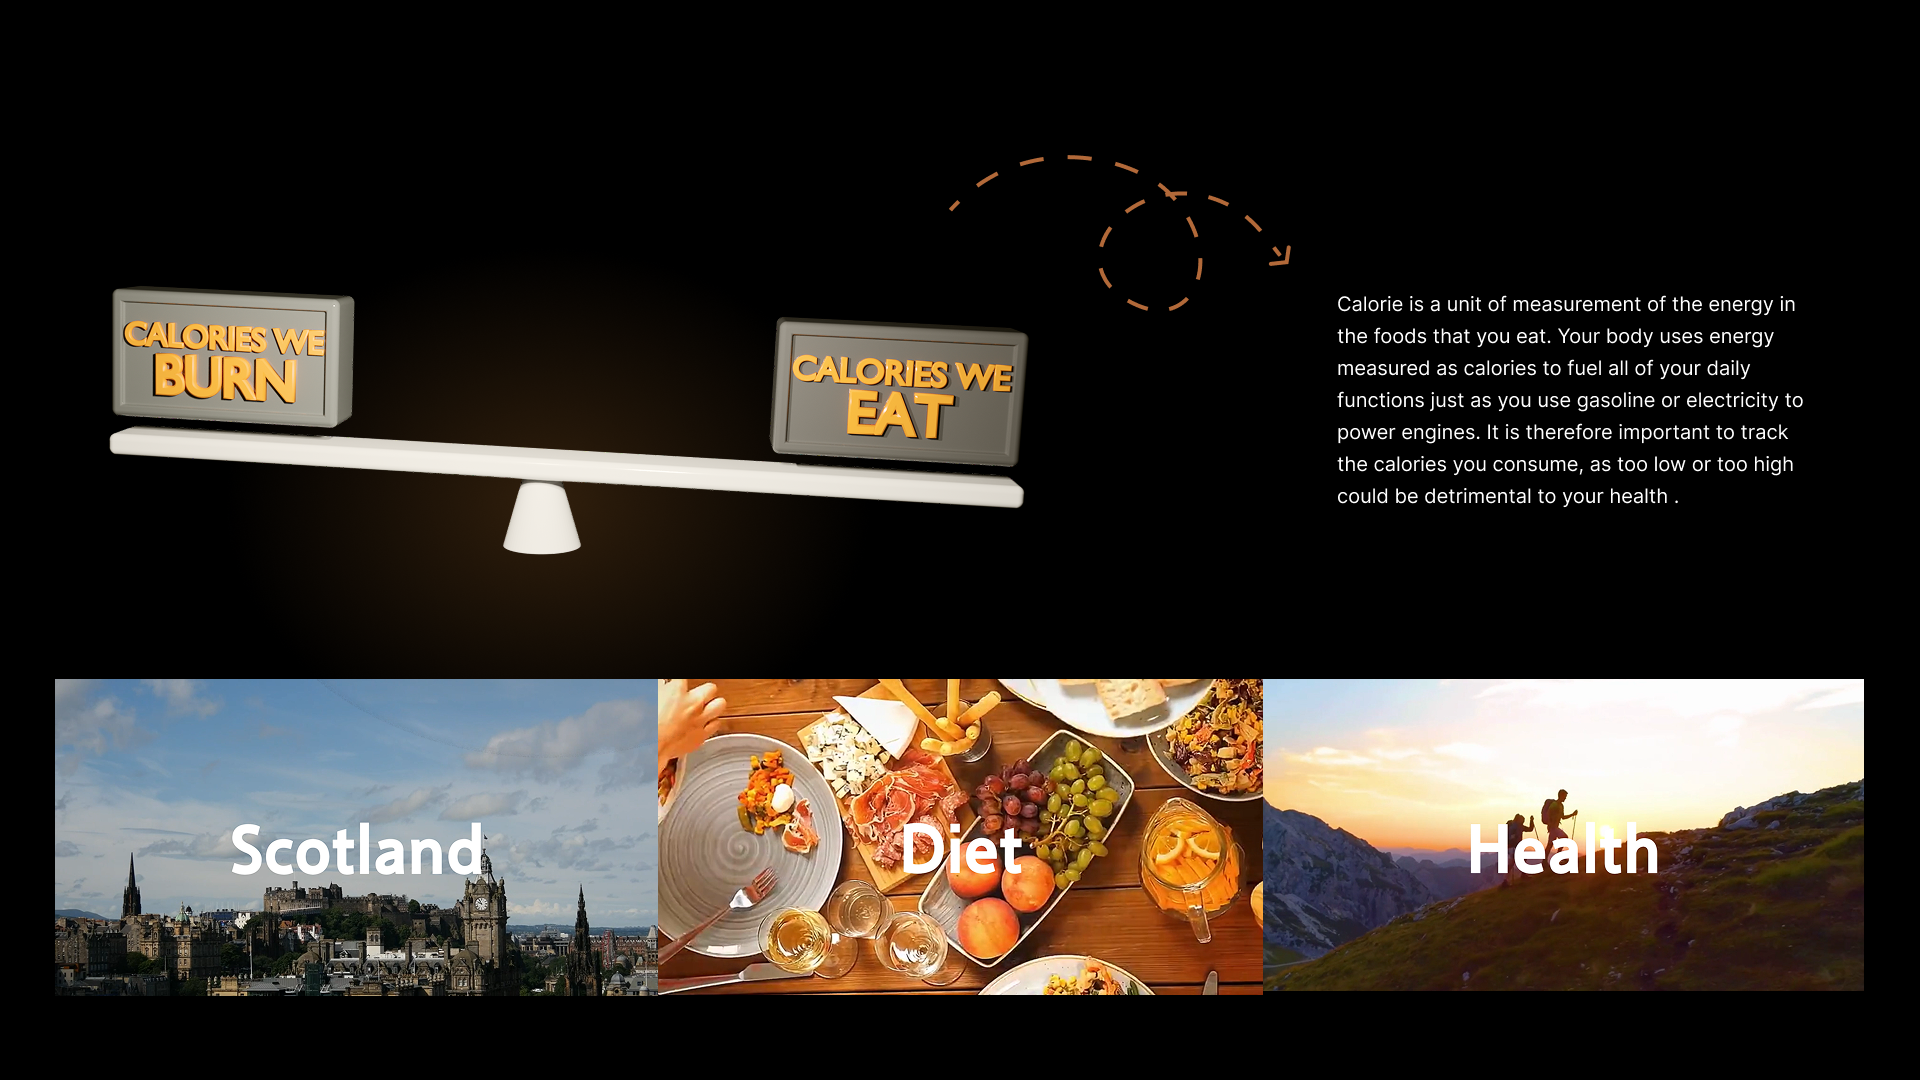 CALORIES WE
BURN
CALORIES WE
EAT
Calorie is a unit of measurement of the energy in
the foods that you eat. Your body uses energy
measured as calories to fuel all of your daily
functions just as you use gasoline or electricity to
power engines. It is therefore important to track
the calories you consume, as too low or too high
could be detrimental to your health .
Scotland
Diet
Health